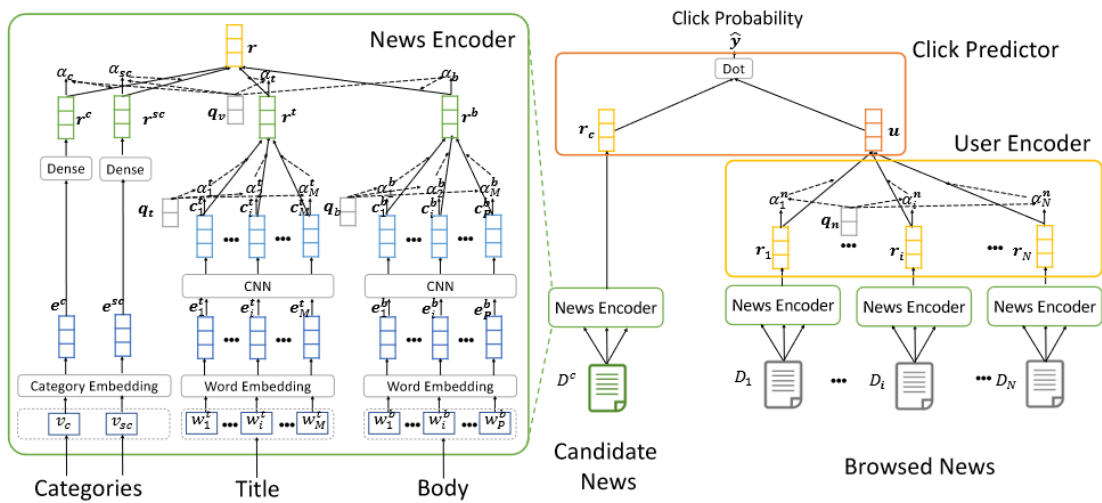 News Encoder
r
α_c α_sc α_t α_b
r^c r^sc q_v r^t r^b
Dense Dense
α_1^t α_2^t α_M^t α_1^b α_2^b α_M^b
q_t q_b
c_1^t c_i^t c_M^t c_1^b c_i^b c_P^b
... ... ... ...
CNN CNN
e^c e^sc e_1^t e_i^t e_M^t e_1^b e_i^b e_P^b
... ... ... ...
Category Embedding Word Embedding Word Embedding
v_c v_sc w_1^t ... w_i^t ... w_M^t w_1^b ... w_i^b ... w_P^b
Categories Title Body
Click Probability
ŷ
Click Predictor
Dot
r_c u
User Encoder
α_1^n α_i^n α_N^n
q_n
... ...
r_1 r_i r_N
News Encoder News Encoder News Encoder News Encoder
D^c D_1 ... D_i ... D_N
Candidate
News
Browsed News